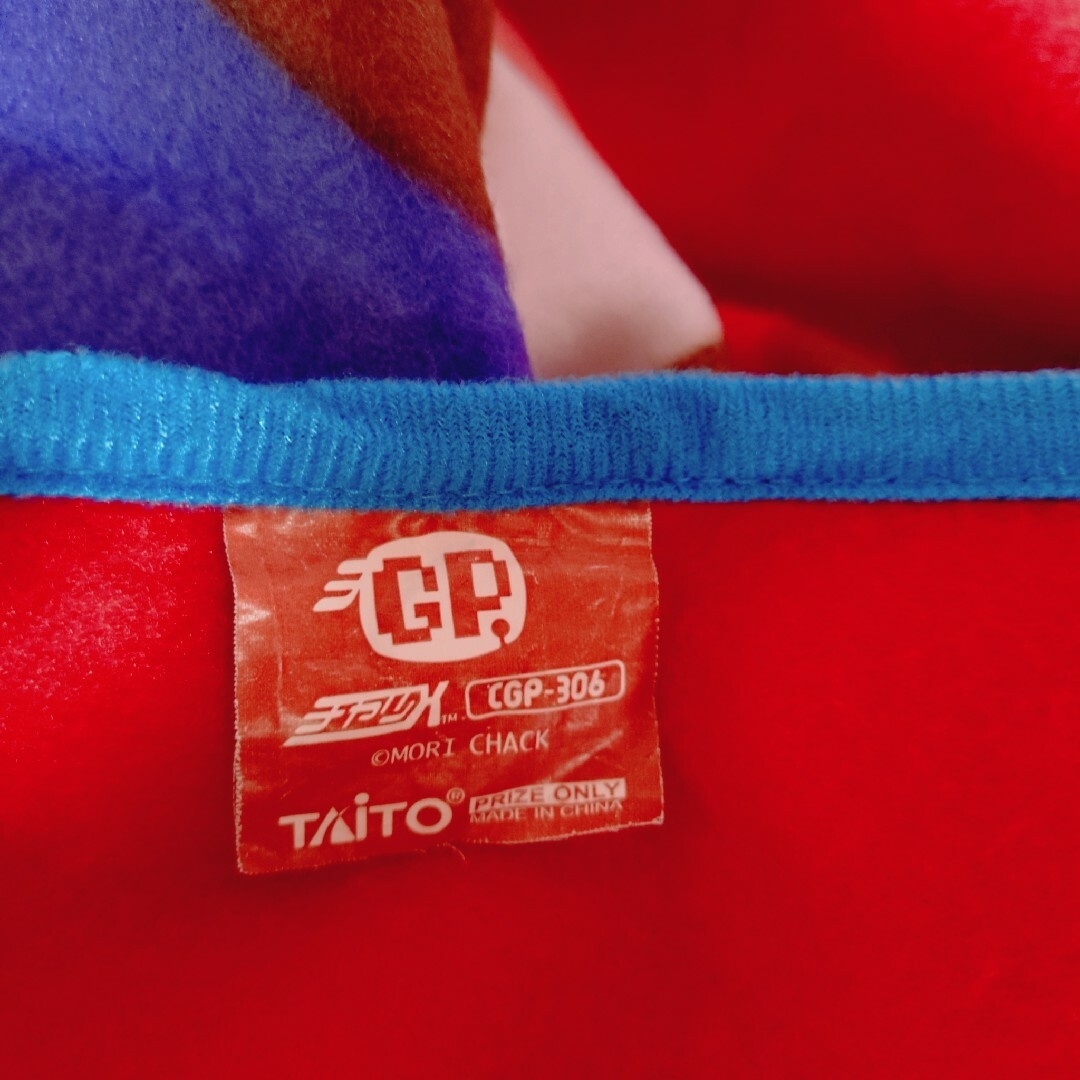 GP.
チャックス™ CGP-306
©MORI CHACK
TAiTO® PRIZE ONLY
MADE IN CHINA